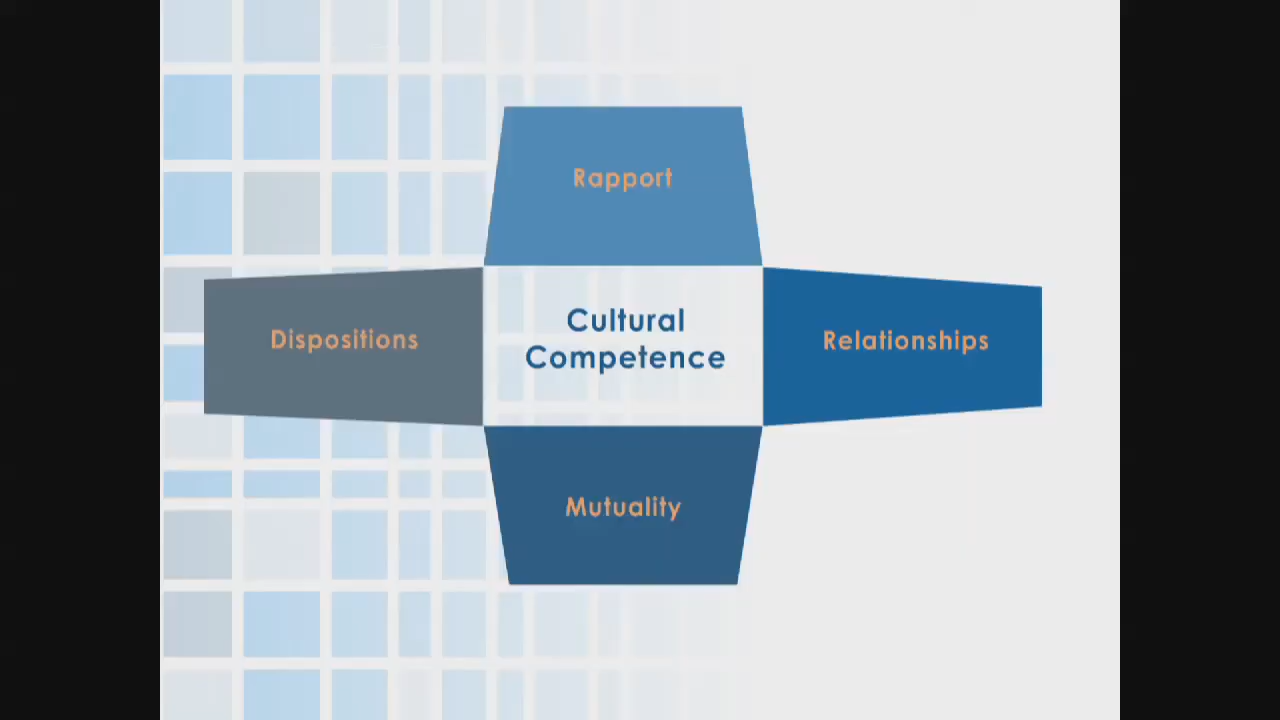 Rapport
Dispositions
Cultural
Competence
Relationships
Mutuality